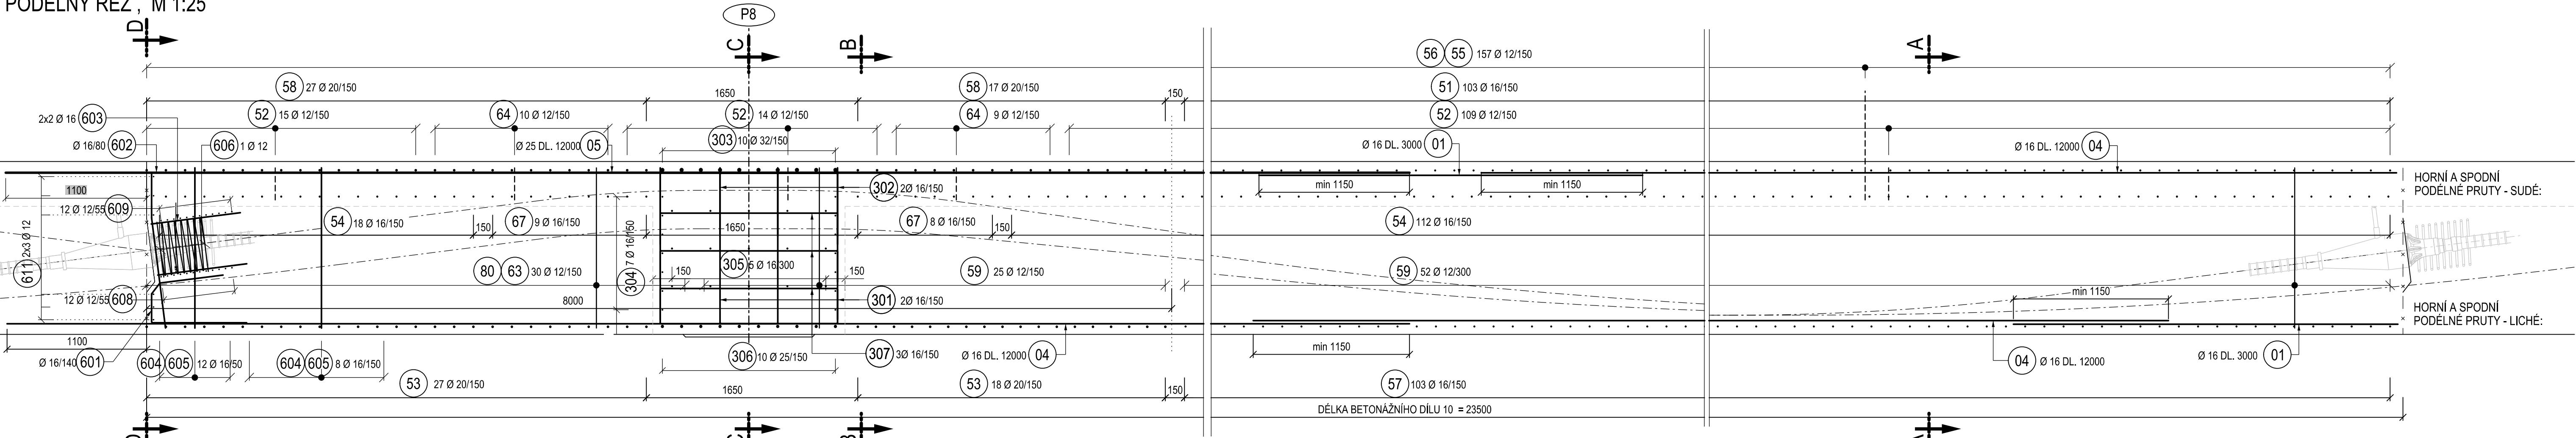 PODÉLNÝ ŘEZ , M 1:25
P8
D
C
B
A
56 55 157 Ø 12/150
58 27 Ø 20/150
1650
58 17 Ø 20/150
150
51 103 Ø 16/150
2x2 Ø 16 603
52 15 Ø 12/150
64 10 Ø 12/150
52 14 Ø 12/150
64 9 Ø 12/150
52 109 Ø 12/150
Ø 16/80 602
606 1 Ø 12
Ø 25 DL. 12000 05
303 10 Ø 32/150
Ø 16 DL. 3000 01
Ø 16 DL. 12000 04
1100
302 2Ø 16/150
min 1150
min 1150
HORNÍ A SPODNÍ
PODÉLNÉ PRUTY - SUDÉ:
12 Ø 12/55 609
54 18 Ø 16/150
150
67 9 Ø 16/150
1650
67 8 Ø 16/150
150
54 112 Ø 16/150
611 2x3 Ø 12
304 7 Ø 16/150
80 63 30 Ø 12/150
150
305 5 Ø 16/300
150
59 25 Ø 12/150
59 52 Ø 12/300
12 Ø 12/55 608
8000
301 2Ø 16/150
min 1150
HORNÍ A SPODNÍ
PODÉLNÉ PRUTY - LICHÉ:
1100
Ø 16/140 601
604 605 12 Ø 16/50
604 605 8 Ø 16/150
306 10 Ø 25/150
307 3Ø 16/150
Ø 16 DL. 12000 04
min 1150
04 Ø 16 DL. 12000
Ø 16 DL. 3000 01
53 27 Ø 20/150
1650
53 18 Ø 20/150
150
57 103 Ø 16/150
DÉLKA BETONÁŽNÍHO DÍLU 10 = 23500